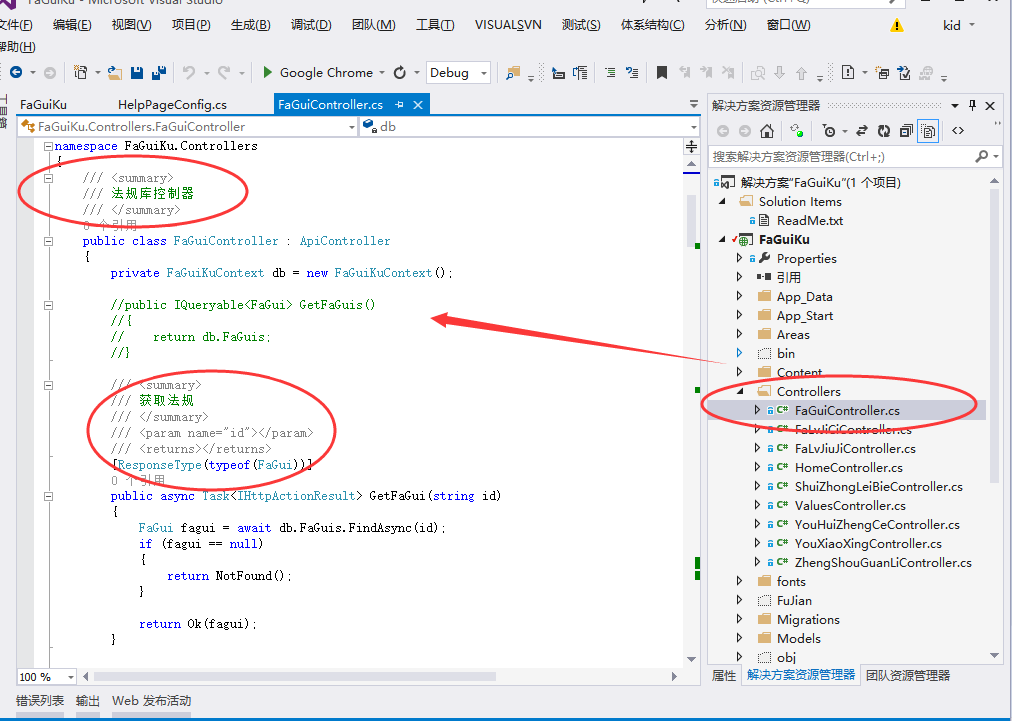 FaGuiKu - Microsoft Visual Studio
快速启动 (Ctrl+Q)
文件(F) 编辑(E) 视图(V) 项目(P) 生成(B) 调试(D) 团队(M) 工具(T) VISUALSVN 测试(S) 体系结构(C) 分析(N) 窗口(W) kid
帮助(H)
Google Chrome Debug
FaGuiKu HelpPageConfig.cs FaGuiController.cs
FaGuiKu.Controllers.FaGuiController db
namespace FaGuiKu.Controllers
{
/// <summary>
/// 法规库控制器
/// </summary>
0 个引用
public class FaGuiController : ApiController
{
private FaGuiKuContext db = new FaGuiKuContext();
//public IQueryable<FaGui> GetFaGuis()
//{
//    return db.FaGuis;
//}
/// <summary>
/// 获取法规
/// </summary>
/// <param name="id"></param>
/// <returns></returns>
[ResponseType(typeof(FaGui))]
0 个引用
public async Task<IHttpActionResult> GetFaGui(string id)
{
FaGui fagui = await db.FaGuis.FindAsync(id);
if (fagui == null)
{
return NotFound();
}
return Ok(fagui);
}
100 %
解决方案资源管理器
搜索解决方案资源管理器(Ctrl+;)
解决方案"FaGuiKu"(1 个项目)
Solution Items
ReadMe.txt
FaGuiKu
Properties
引用
App_Data
App_Start
Areas
bin
Content
Controllers
FaGuiController.cs
FaLvJiCiController.cs
FaLvJiuJiController.cs
HomeController.cs
ShuiZhongLeiBieController.cs
ValuesController.cs
YouHuiZhengCeController.cs
YouXiaoXingController.cs
ZhengShouGuanLiController.cs
fonts
FuJian
Migrations
Models
obj
属性 解决方案资源管理器 团队资源管理器
错误列表 输出 Web 发布活动